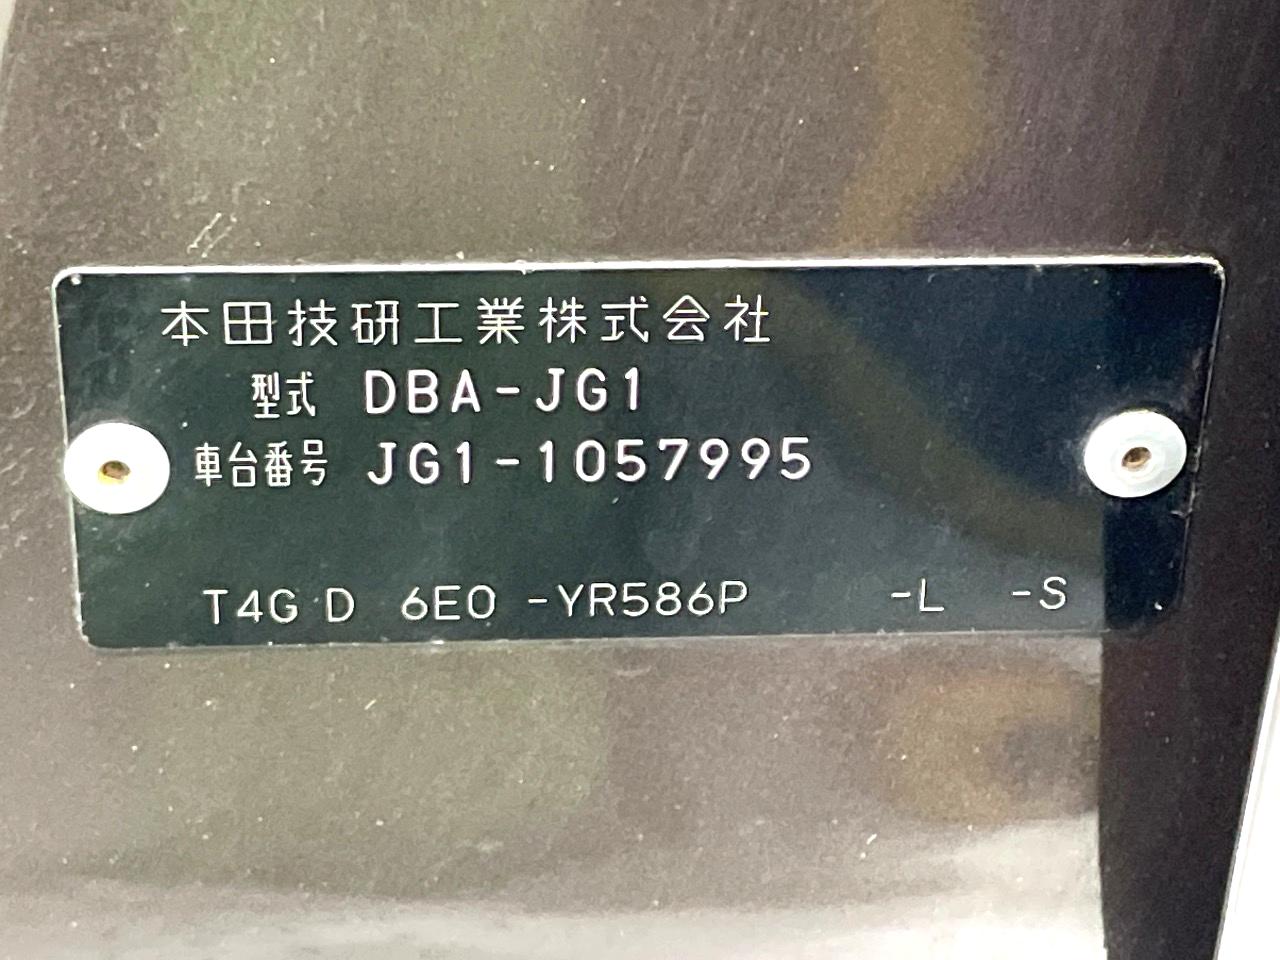 本田技研工業株式会社
型式 DBA-JG1
車台番号 JG1-1057995
T4G D 6E0 -YR586P -L -S